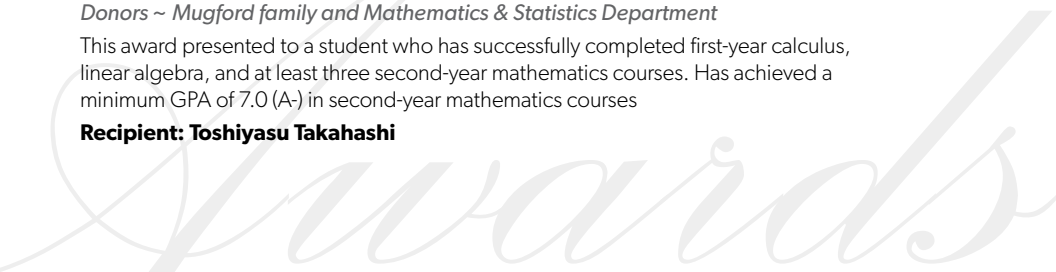 Donors ~ Mugford family and Mathematics & Statistics Department
This award presented to a student who has successfully completed first-year calculus,
linear algebra, and at least three second-year mathematics courses. Has achieved a
minimum GPA of 7.0 (A-) in second-year mathematics courses
Recipient: Toshiyasu Takahashi
Awards